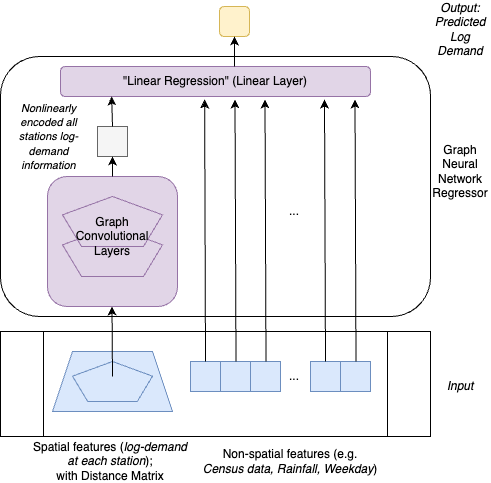 Output:
Predicted
Log
Demand
"Linear Regression" (Linear Layer)
Nonlinearly
encoded all
stations log-
demand
information
Graph
Neural
Network
Regressor
...
Graph
Convolutional
Layers
...
Input
Spatial features (log-demand
at each station);
with Distance Matrix
Non-spatial features (e.g.
Census data, Rainfall, Weekday)